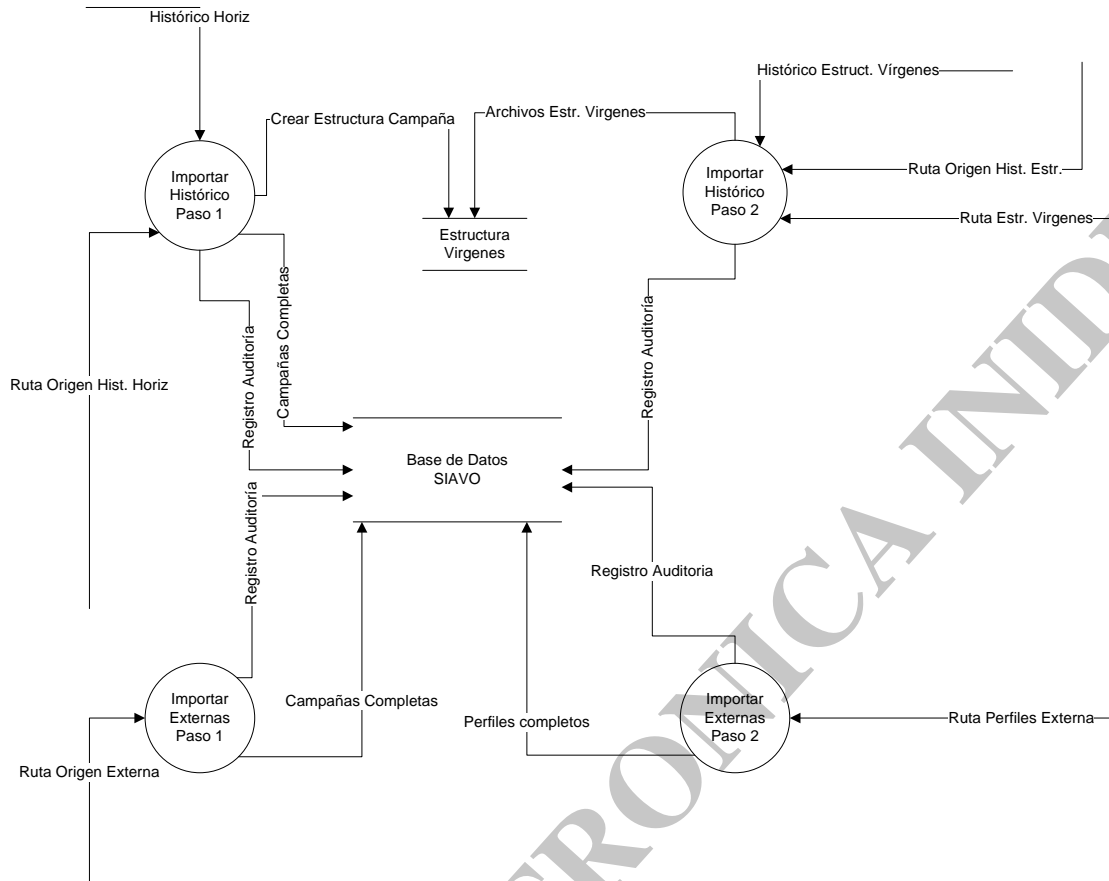 Histórico Horiz
Histórico Estruct. Vírgenes
Crear Estructura Campaña
Archivos Estr. Virgenes
Importar
Histórico
Paso 1
Importar
Histórico
Paso 2
Ruta Origen Hist. Estr.
Ruta Estr. Virgenes
Estructura
Virgenes
Registro Auditoría
Campañas Completas
Registro Auditoría
Ruta Origen Hist. Horiz
Base de Datos
SIAVO
Registro Auditoría
Registro Auditoria
Importar
Externas
Paso 1
Campañas Completas
Perfiles completos
Importar
Externas
Paso 2
Ruta Perfiles Externa
Ruta Origen Externa
TRONICA INID